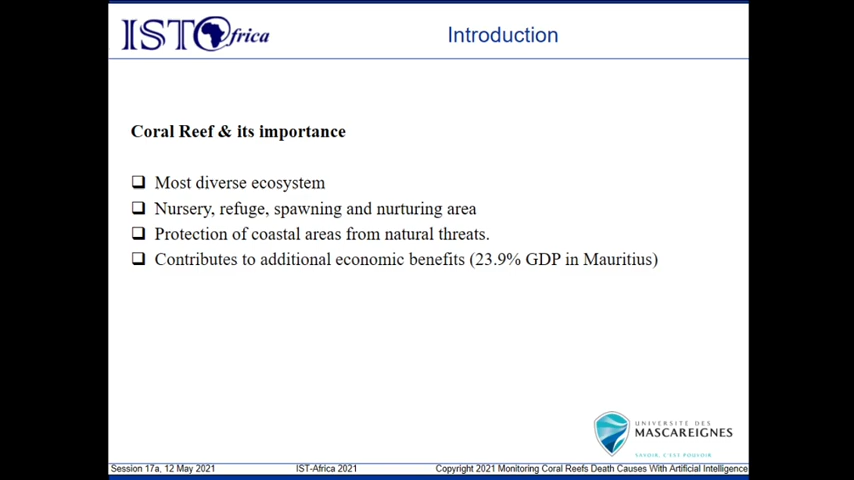 IST Africa
Introduction
Coral Reef & its importance
Most diverse ecosystem
Nursery, refuge, spawning and nurturing area
Protection of coastal areas from natural threats.
Contributes to additional economic benefits (23.9% GDP in Mauritius)
UNIVERSITÉ DES
MASCAREIGNES
SAVOIR, C'EST POUVOIR
Session 17a, 12 May 2021
IST-Africa 2021
Copyright 2021 Monitoring Coral Reefs Death Causes With Artificial Intelligence